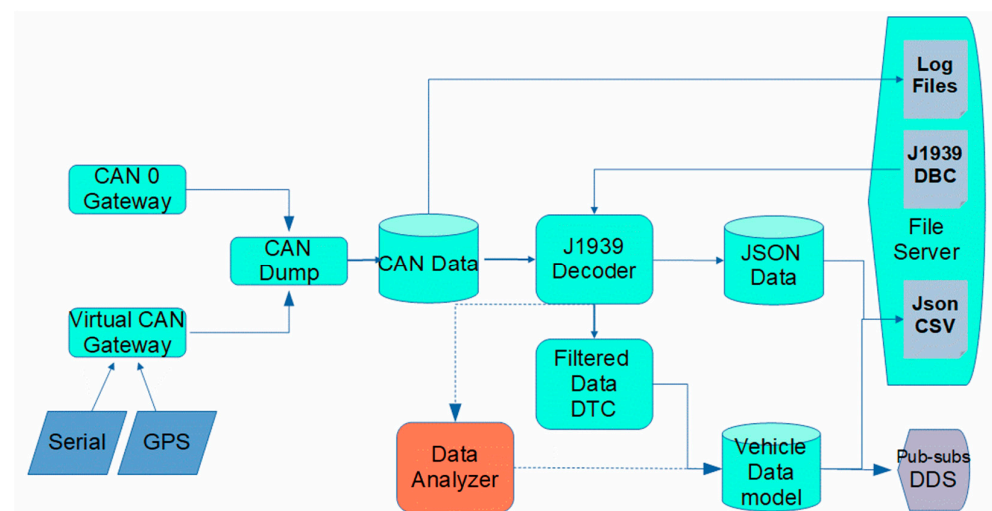 Log
Files
J1939
DBC
File
Server
Json
CSV
CAN 0
Gateway
CAN
Dump
CAN Data
J1939
Decoder
JSON
Data
Virtual CAN
Gateway
Serial
GPS
Filtered
Data
DTC
Data
Analyzer
Vehicle
Data
model
Pub-subs
DDS